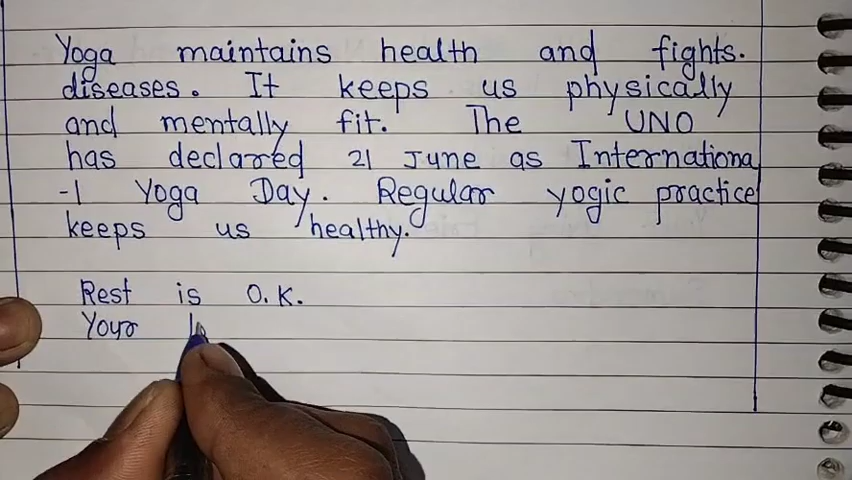 Yoga maintains health and fights.
diseases. It keeps us physically
and mentally fit. The UNO
has declared 21 June as Internationa
-l Yoga Day. Regular yogic practice
keeps us healthy.
Rest is O.K.
Your